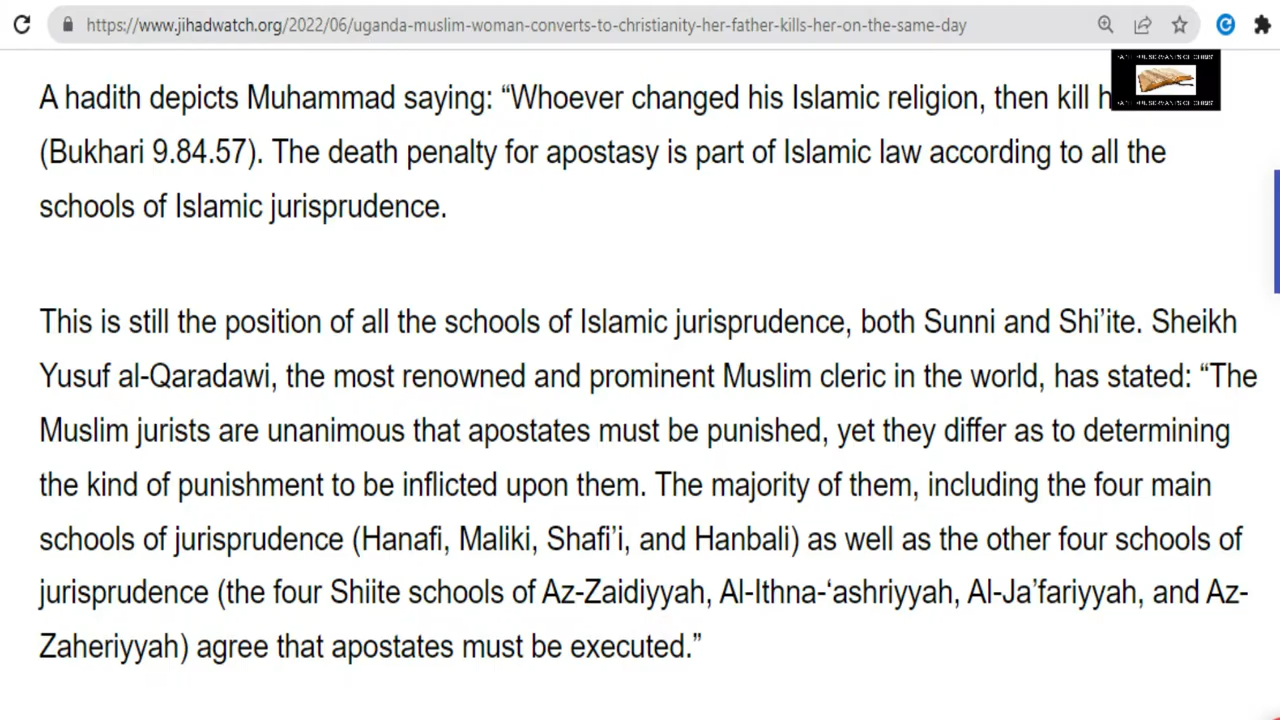 https://www.jihadwatch.org/2022/06/uganda-muslim-woman-converts-to-christianity-her-father-kills-her-on-the-same-day
A hadith depicts Muhammad saying: “Whoever changed his Islamic religion, then kill
(Bukhari 9.84.57). The death penalty for apostasy is part of Islamic law according to all the
schools of Islamic jurisprudence.
This is still the position of all the schools of Islamic jurisprudence, both Sunni and Shi’ite. Sheikh
Yusuf al-Qaradawi, the most renowned and prominent Muslim cleric in the world, has stated: “The
Muslim jurists are unanimous that apostates must be punished, yet they differ as to determining
the kind of punishment to be inflicted upon them. The majority of them, including the four main
schools of jurisprudence (Hanafi, Maliki, Shafi’i, and Hanbali) as well as the other four schools of
jurisprudence (the four Shiite schools of Az-Zaidiyyah, Al-Ithna-‘ashriyyah, Al-Ja’fariyyah, and Az-
Zaheriyyah) agree that apostates must be executed.”